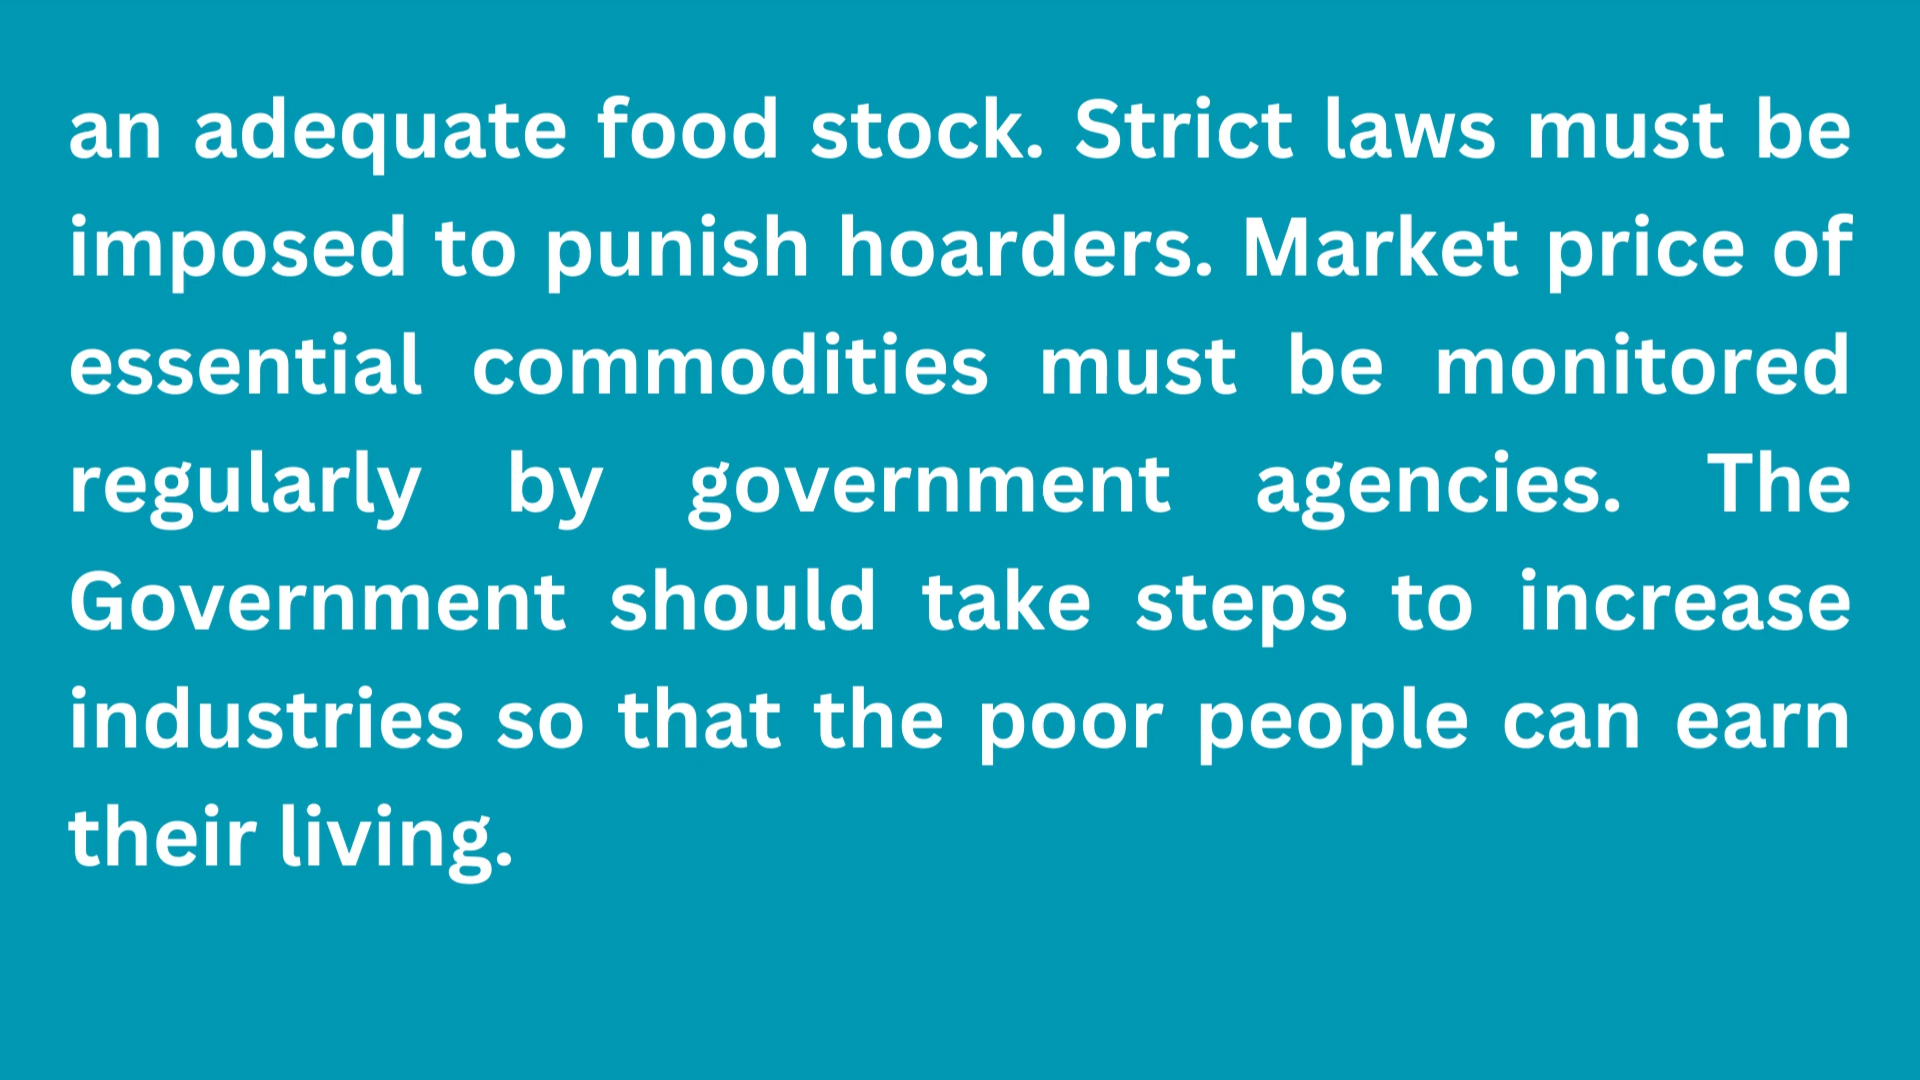 an adequate food stock. Strict laws must be
imposed to punish hoarders. Market price of
essential commodities must be monitored
regularly by government agencies. The
Government should take steps to increase
industries so that the poor people can earn
their living.